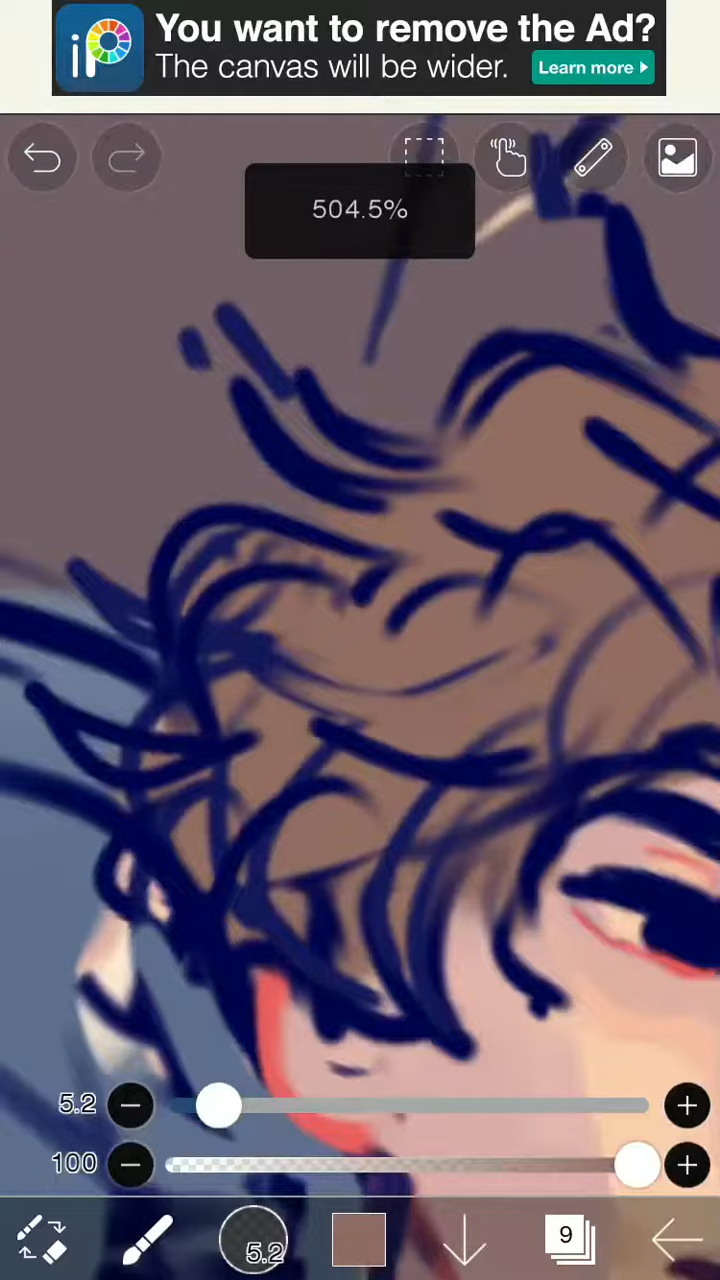 iP
You want to remove the Ad?
The canvas will be wider.
Learn more
504.5%
5.2
100
5.2
9